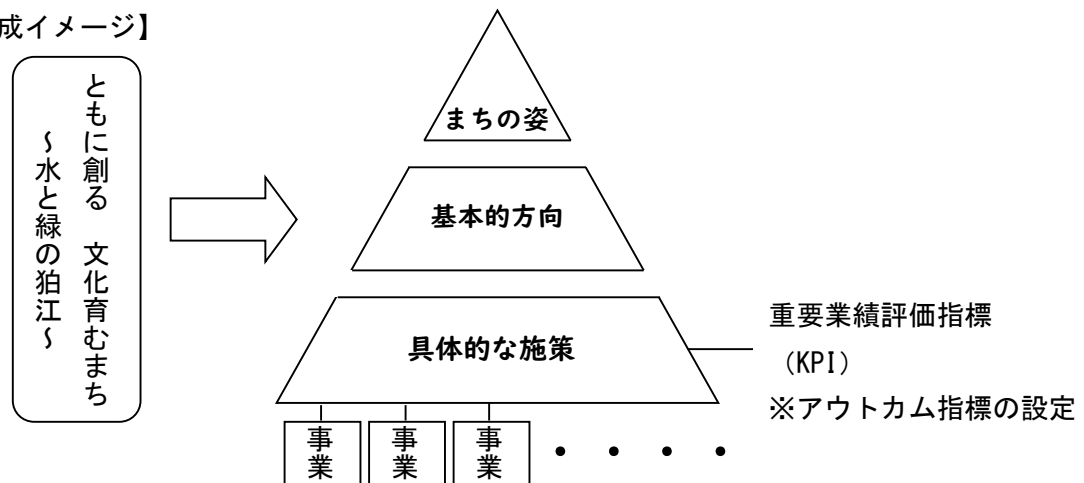 成イメージ】
ともに創る　文化育むまち
～水と緑の狛江～
まちの姿
基本的方向
具体的な施策
重要業績評価指標
（KPI）
※アウトカム指標の設定
事業
事業
事業
・・・・